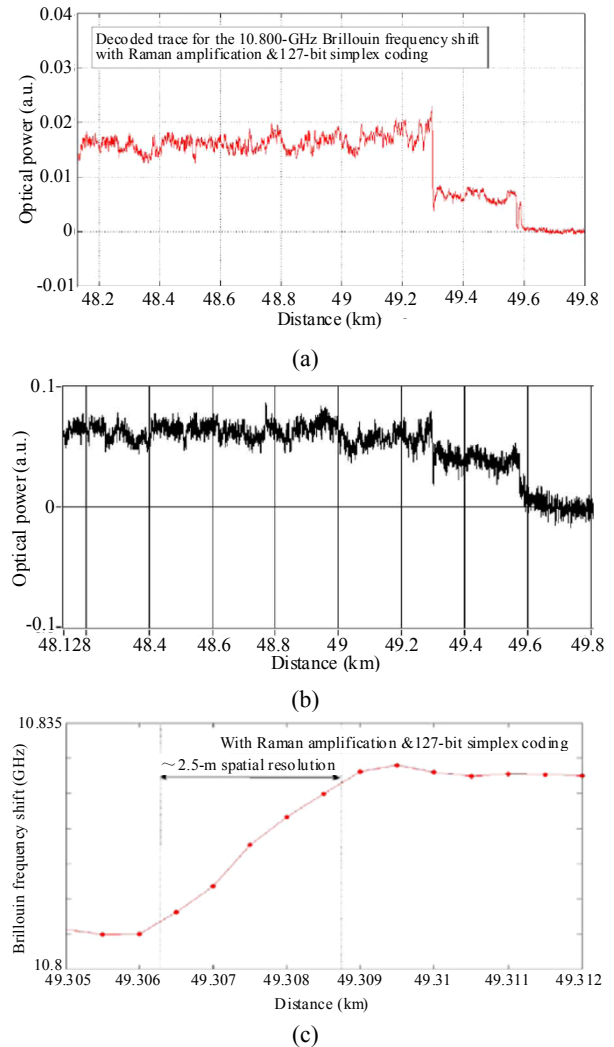 0.04
Decoded trace for the 10.800-GHz Brillouin frequency shift
with Raman amplification &127-bit simplex coding
0.03
0.02
0.01
0
-0.01
Optical power (a.u.)
48.2 48.4 48.6 48.8 49 49.2 49.4 49.6 49.8
Distance (km)
(a)
0.1
0
-0.1
Optical power (a.u.)
48.128 48.4 48.6 48.8 49 49.2 49.4 49.6 49.8
Distance (km)
(b)
10.835
With Raman amplification &127-bit simplex coding
~2.5-m spatial resolution
Brillouin frequency shift (GHz)
10.8
49.305 49.306 49.307 49.308 49.309 49.31 49.311 49.312
Distance (km)
(c)